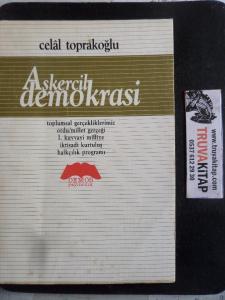 celâl toprakoğlu
Askercil
demokrasi
toplumsal gerçekliklerimiz
ordu/millet gerçeği
1. kuvvayi milliye
iktisadi kurtuluş
halkçılık programı
www.truvakitap.com
TRUVAKİTAP
0537 612 29 38